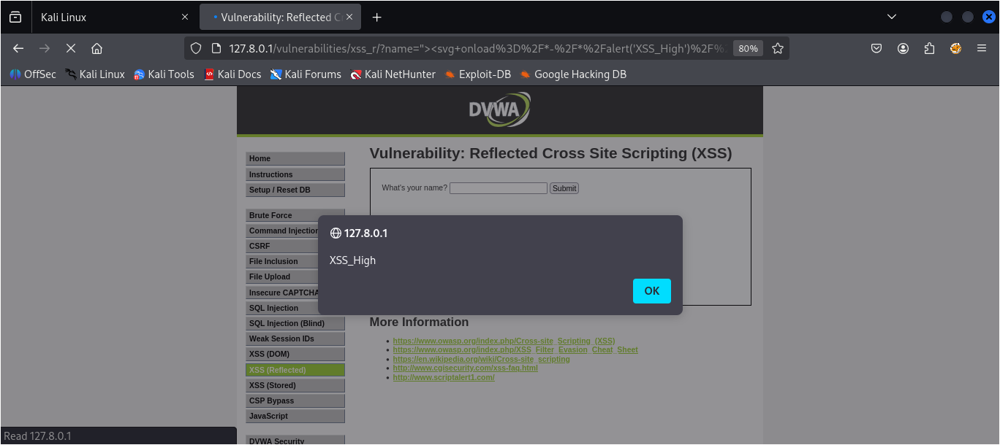 Kali Linux
Vulnerability: Reflected C
127.8.0.1/vulnerabilities/xss_r/?name="><svg+onload%3D%2F*-%2F*%2Falert('XSS_High')%2F%2
80%
OffSec Kali Linux Kali Tools Kali Docs Kali Forums Kali NetHunter Exploit-DB Google Hacking DB
DVWA
Home
Instructions
Setup / Reset DB
Brute Force
Command Injection
CSRF
File Inclusion
File Upload
Insecure CAPTCHA
SQL Injection
SQL Injection (Blind)
Weak Session IDs
XSS (DOM)
XSS (Reflected)
XSS (Stored)
CSP Bypass
JavaScript
DVWA Security
Vulnerability: Reflected Cross Site Scripting (XSS)
What's your name? Submit
127.8.0.1
XSS_High
OK
More Information
https://www.owasp.org/index.php/Cross-site_Scripting_(XSS)
https://www.owasp.org/index.php/XSS_Filter_Evasion_Cheat_Sheet
https://en.wikipedia.org/wiki/Cross-site_scripting
http://www.cgisecurity.com/xss-faq.html
http://www.scriptalert1.com/
Read 127.8.0.1